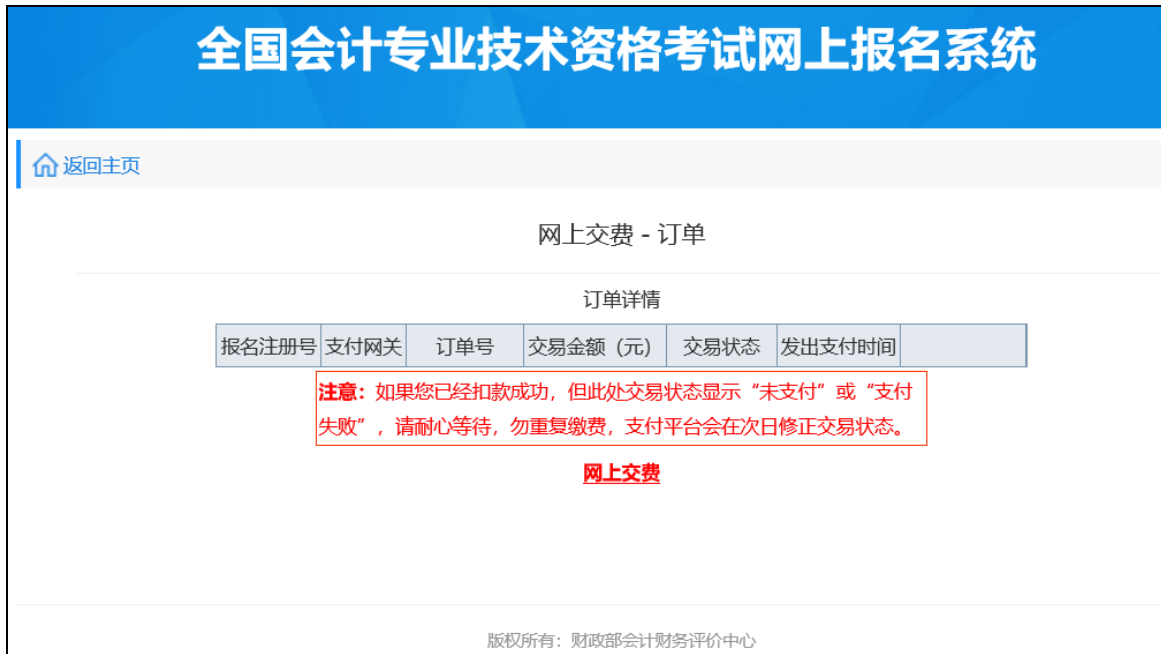 全国会计专业技术资格考试网上报名系统
返回主页
网上交费 - 订单
订单详情
报名注册号 支付网关 订单号 交易金额（元） 交易状态 发出支付时间
注意：如果您已经扣款成功，但此处交易状态显示“未支付”或“支付
失败”，请耐心等待，勿重复缴费，支付平台会在次日修正交易状态。
网上交费
版权所有：财政部会计财务评价中心